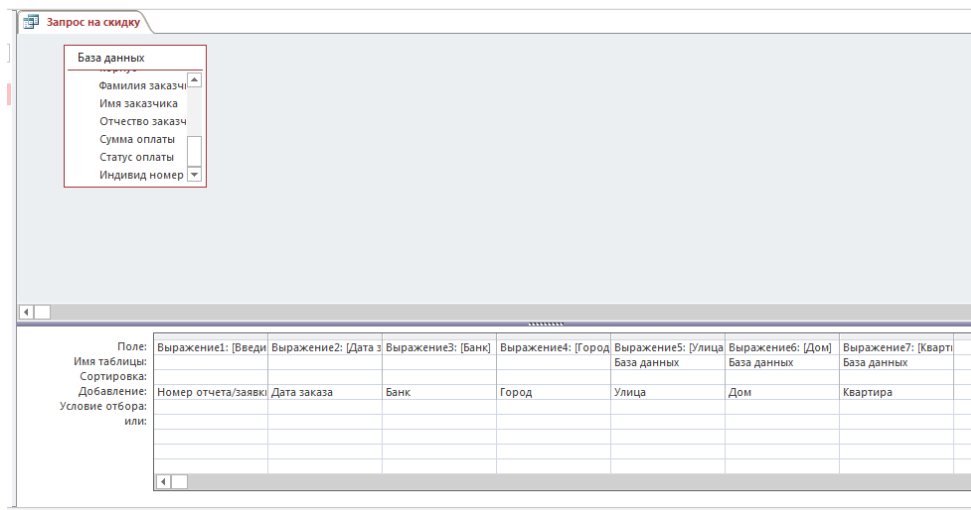 Запрос на скидку
База данных
Фамилия заказчи
Имя заказчика
Отчество заказч
Сумма оплаты
Статус оплаты
Индивид номер
Поле: Выражение1: [Введи Выражение2: [Дата з Выражение3: [Банк] Выражение4: [Город Выражение5: [Улица Выражение6: [Дом] Выражение7: [Кварти
Имя таблицы: База данных База данных База данных
Сортировка:
Добавление: Номер отчета/заявки Дата заказа Банк Город Улица Дом Квартира
Условие отбора:
или: